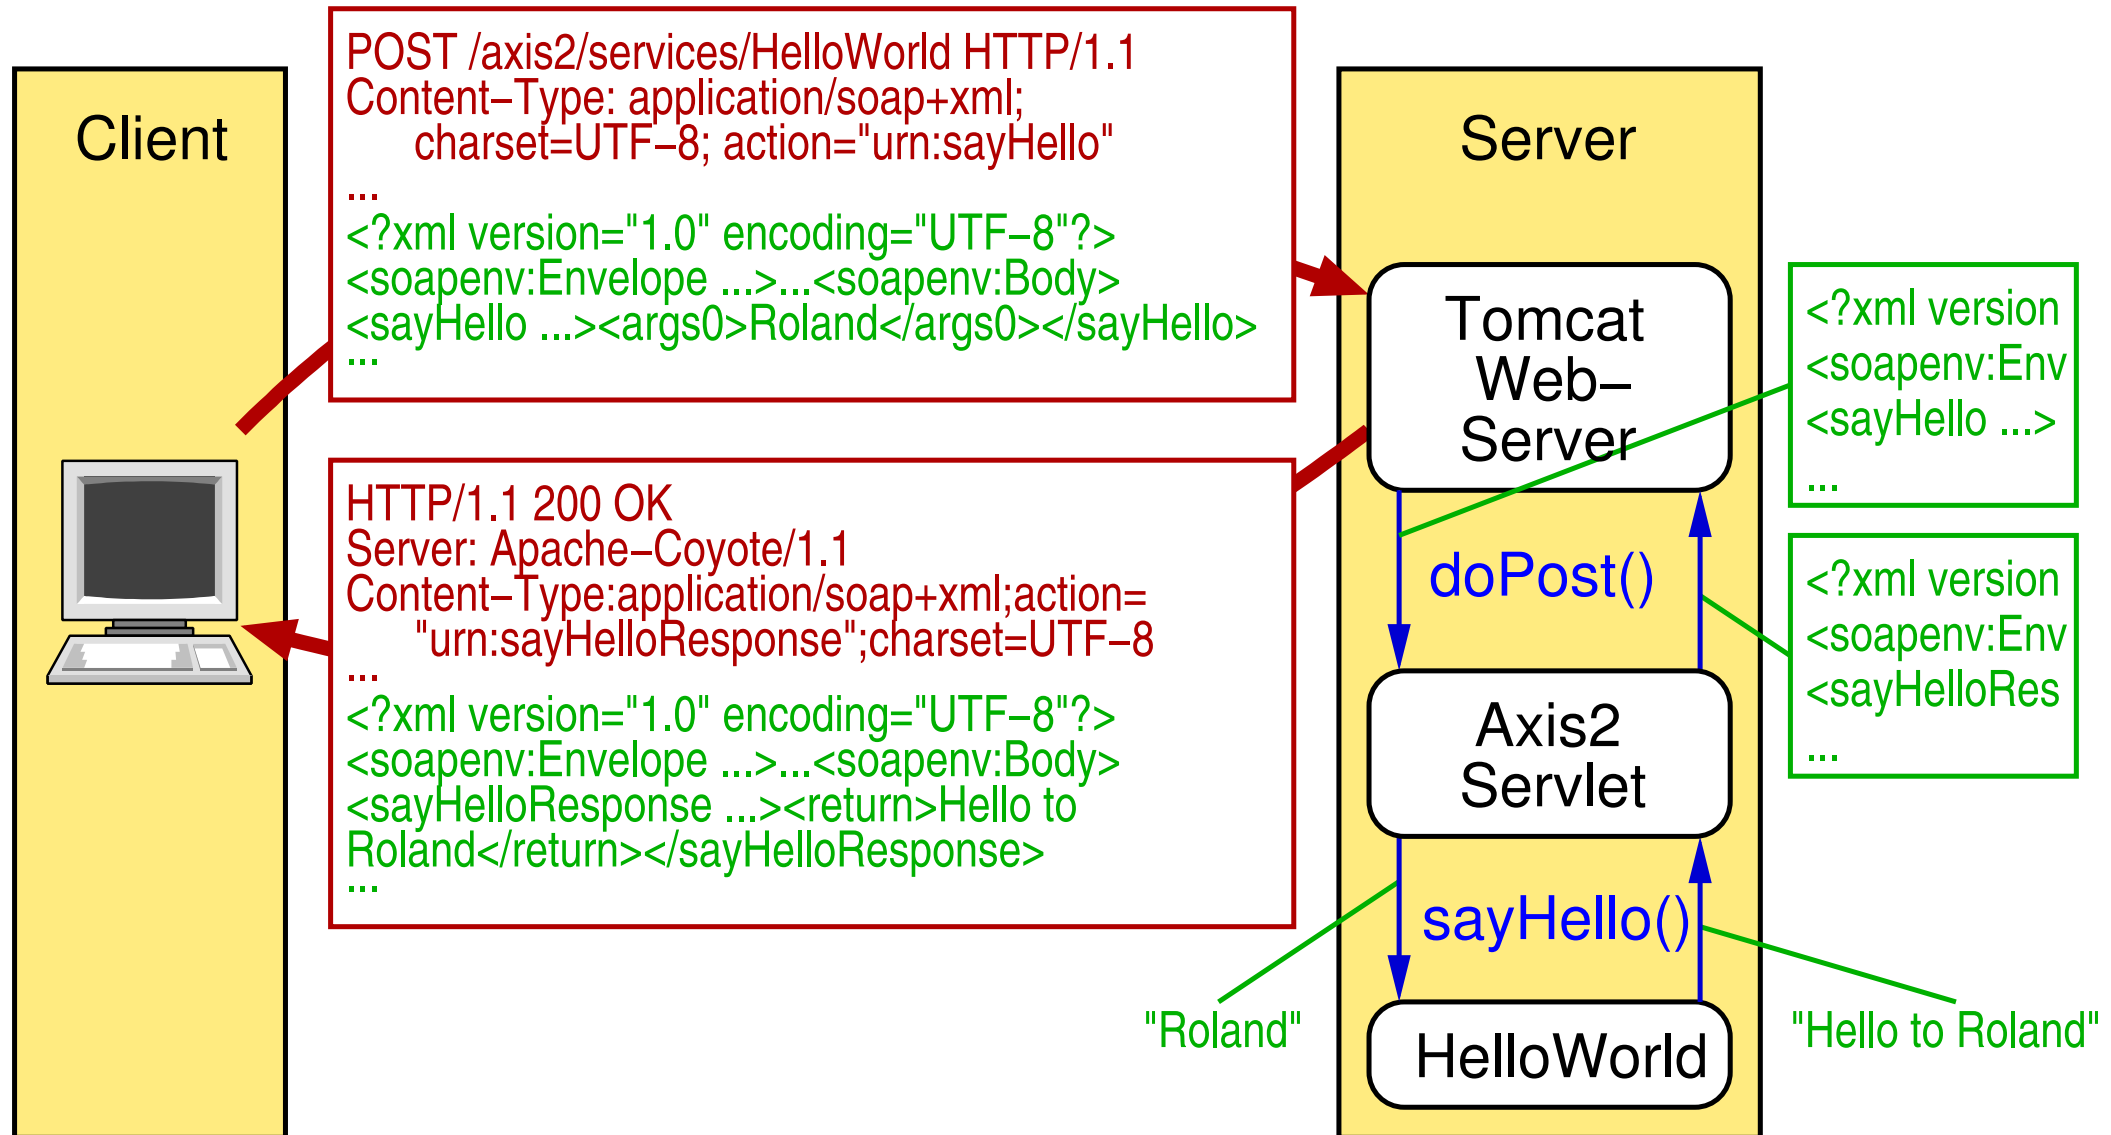 Client
POST /axis2/services/HelloWorld HTTP/1.1
Content–Type: application/soap+xml;
charset=UTF–8; action="urn:sayHello"
...
<?xml version="1.0" encoding="UTF–8"?>
<soapenv:Envelope ...>...<soapenv:Body>
<sayHello ...><args0>Roland</args0></sayHello>
...
HTTP/1.1 200 OK
Server: Apache–Coyote/1.1
Content–Type:application/soap+xml;action=
"urn:sayHelloResponse";charset=UTF–8
...
<?xml version="1.0" encoding="UTF–8"?>
<soapenv:Envelope ...>...<soapenv:Body>
<sayHelloResponse ...><return>Hello to
Roland</return></sayHelloResponse>
...
Server
Tomcat
Web–
Server
doPost()
Axis2
Servlet
sayHello()
HelloWorld
<?xml version
<soapenv:Env
<sayHello ...>
...
<?xml version
<soapenv:Env
<sayHelloRes
...
"Roland"
"Hello to Roland"